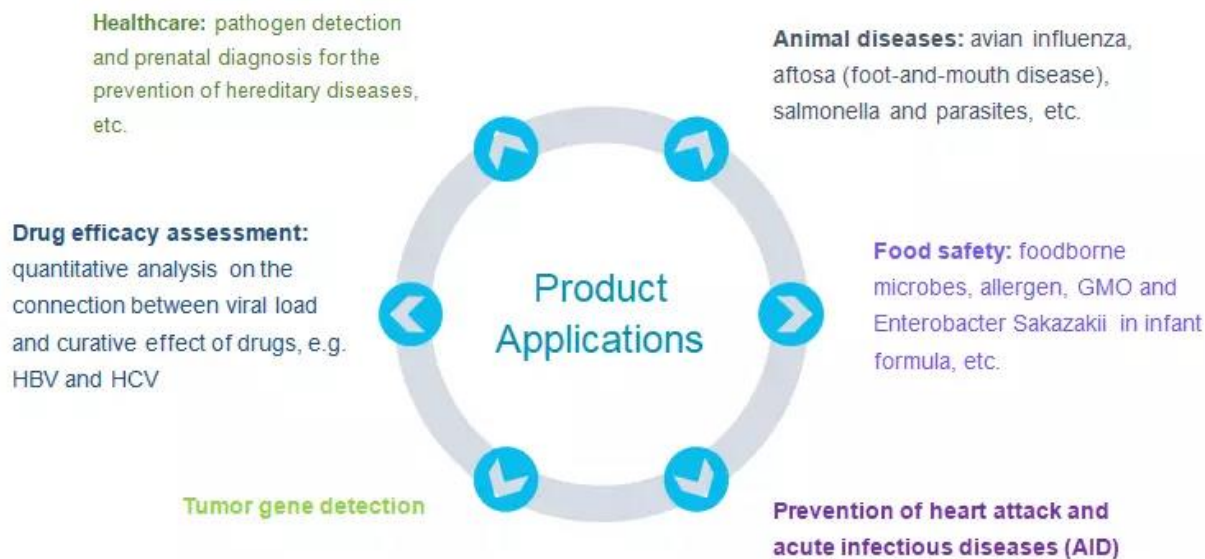 Healthcare: pathogen detection
and prenatal diagnosis for the
prevention of hereditary diseases,
etc.
Animal diseases: avian influenza,
aftosa (foot-and-mouth disease),
salmonella and parasites, etc.
Drug efficacy assessment:
quantitative analysis on the
connection between viral load
and curative effect of drugs, e.g.
HBV and HCV
Product
Applications
Food safety: foodborne
microbes, allergen, GMO and
Enterobacter Sakazakii in infant
formula, etc.
Tumor gene detection
Prevention of heart attack and
acute infectious diseases (AID)